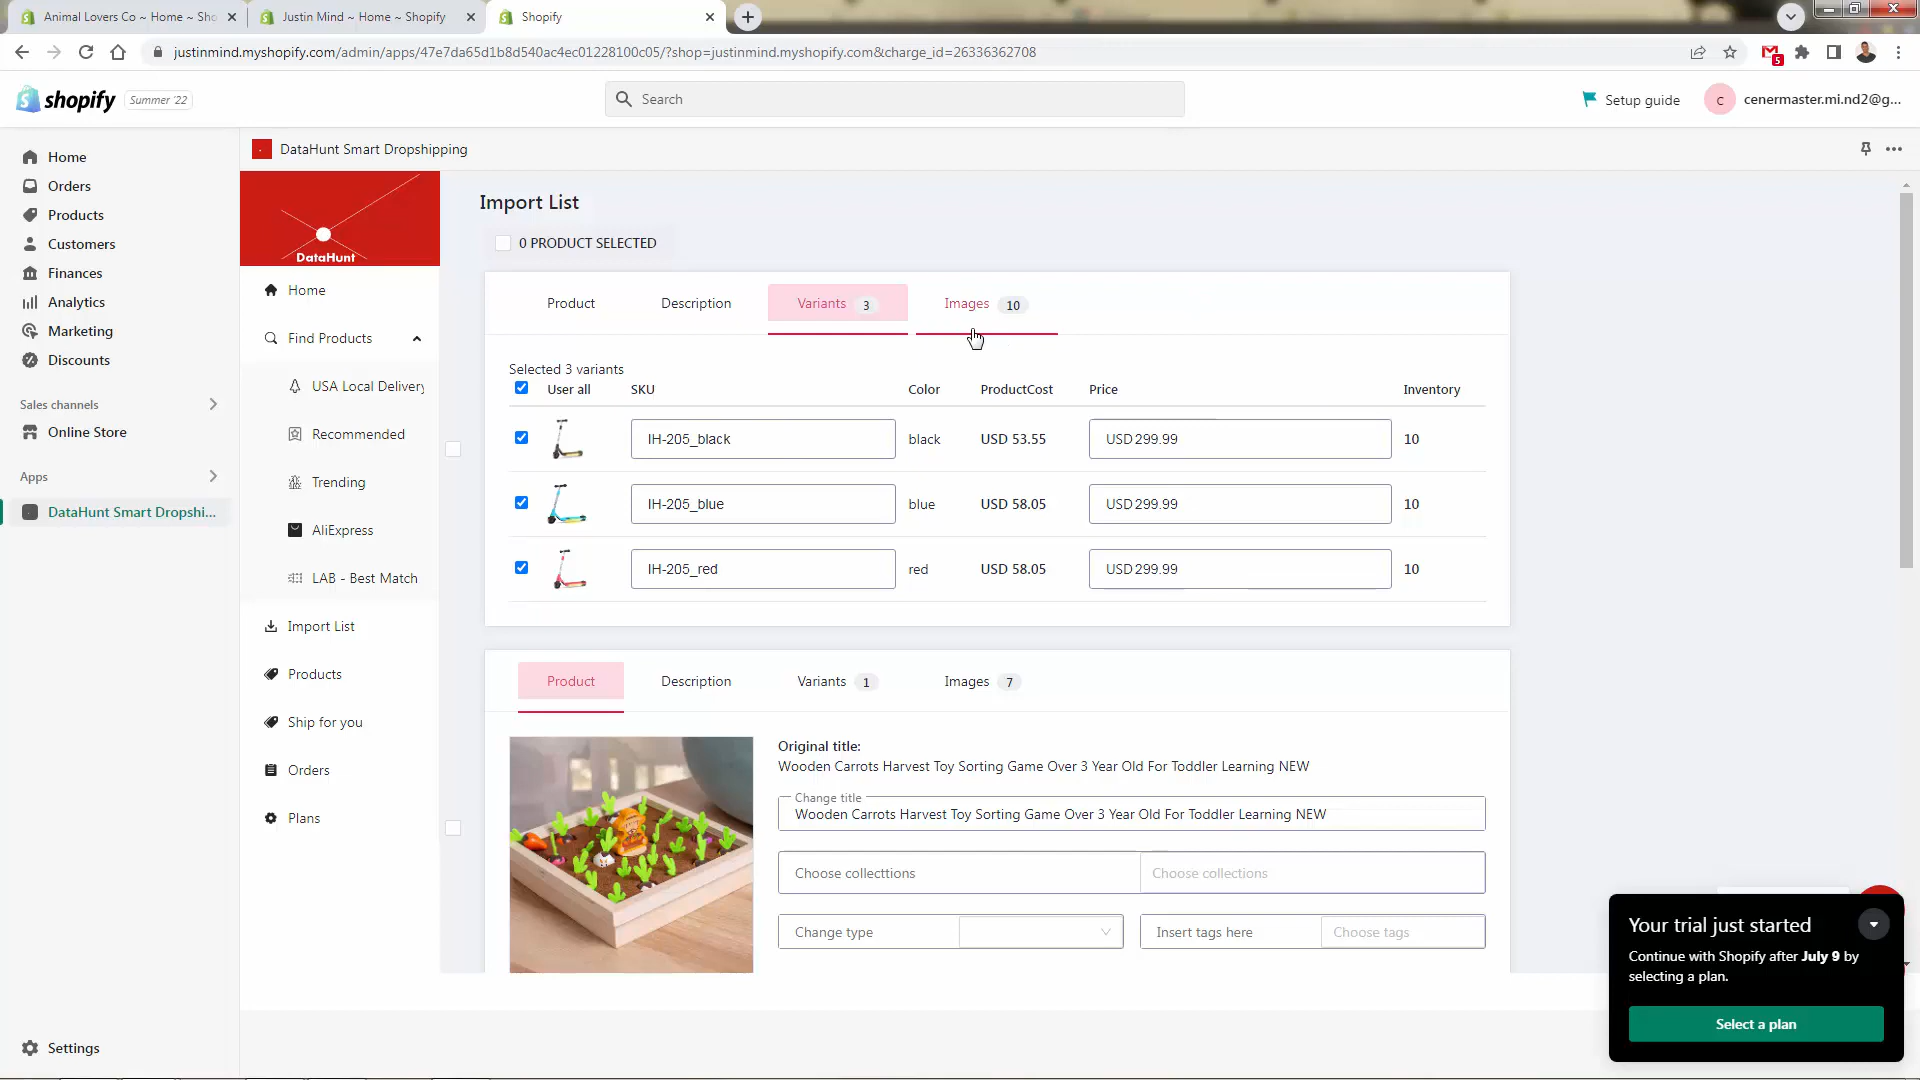 Animal Lovers Co ~ Home ~ Sho
Justin Mind ~ Home ~ Shopify
Shopify
justinmind.myshopify.com/admin/apps/47e7da65d1b8d540ac4ec01228100c05/?shop=justinmind.myshopify.com&charge_id=26336362708
5
shopify
Summer '22
Search
Setup guide
C
cenermaster.mi.nd2@g...
Home
Orders
Products
Customers
Finances
Analytics
Marketing
Discounts
Sales channels
Online Store
Apps
DataHunt Smart Dropshi...
Settings
DataHunt Smart Dropshipping
DataHunt
Home
Find Products
USA Local Delivery
Recommended
Trending
AliExpress
LAB - Best Match
Import List
Products
Ship for you
Orders
Plans
Import List
0 PRODUCT SELECTED
Product Description Variants 3 Images 10
Selected 3 variants
User all SKU Color ProductCost Price Inventory
IH-205_black black USD 53.55 USD 299.99 10
IH-205_blue blue USD 58.05 USD 299.99 10
IH-205_red red USD 58.05 USD 299.99 10
Product Description Variants 1 Images 7
Original title:
Wooden Carrots Harvest Toy Sorting Game Over 3 Year Old For Toddler Learning NEW
Change title
Wooden Carrots Harvest Toy Sorting Game Over 3 Year Old For Toddler Learning NEW
Choose collecttions Choose collections
Change type Insert tags here Choose tags
Your trial just started
Continue with Shopify after July 9 by
selecting a plan.
Select a plan